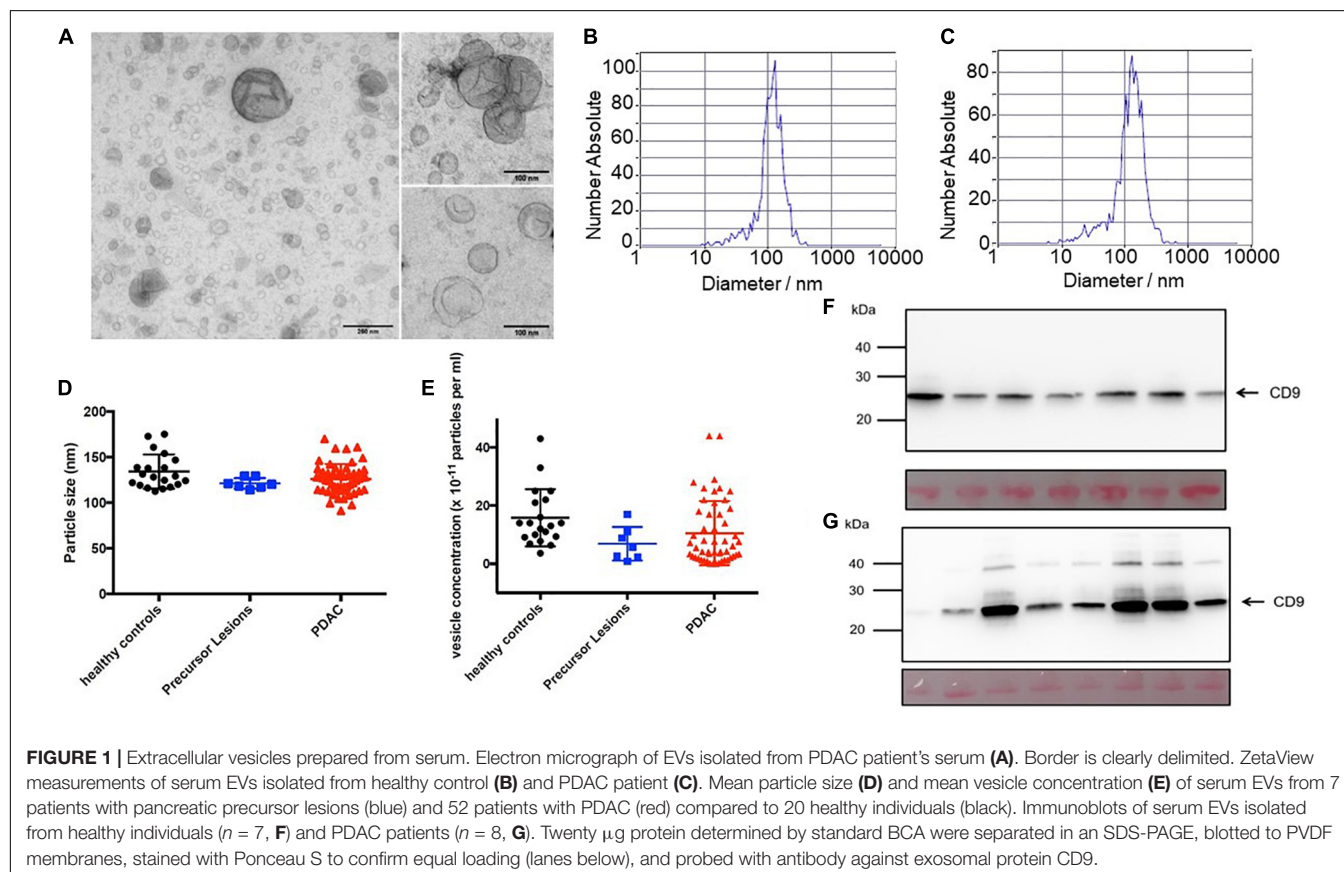 A
200 nm
100 nm
100 nm
B
Number Absolute
100
80
60
40
20
0
1 10 100 1000 10000
Diameter / nm
C
Number Absolute
80
60
40
20
0
1 10 100 1000 10000
Diameter / nm
D
Particle size (nm)
200
150
100
50
0
healthy controls
Precursor Lesions
PDAC
E
vesicle concentration (x 10-11 particles per ml)
40
20
0
healthy controls
Precursor Lesions
PDAC
F
kDa
40
30
20
CD9
G
kDa
40
30
20
CD9
FIGURE 1 | Extracellular vesicles prepared from serum. Electron micrograph of EVs isolated from PDAC patient's serum (A). Border is clearly delimited. ZetaView
measurements of serum EVs isolated from healthy control (B) and PDAC patient (C). Mean particle size (D) and mean vesicle concentration (E) of serum EVs from 7
patients with pancreatic precursor lesions (blue) and 52 patients with PDAC (red) compared to 20 healthy individuals (black). Immunoblots of serum EVs isolated
from healthy individuals (n = 7, F) and PDAC patients (n = 8, G). Twenty μg protein determined by standard BCA were separated in an SDS-PAGE, blotted to PVDF
membranes, stained with Ponceau S to confirm equal loading (lanes below), and probed with antibody against exosomal protein CD9.